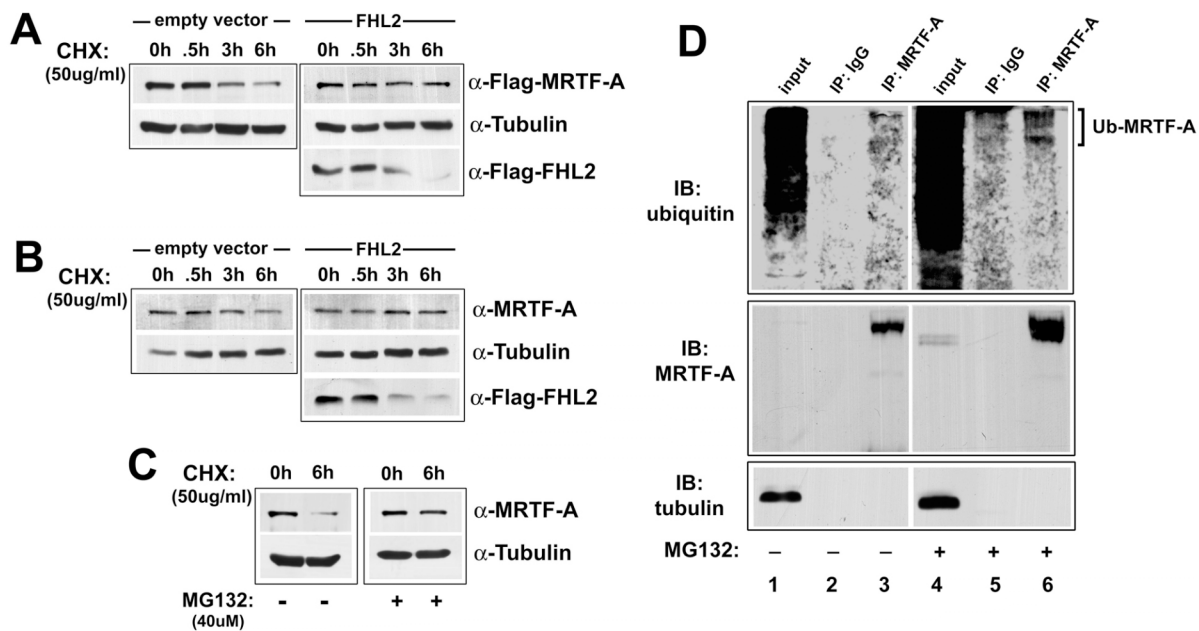 A
— empty vector — — FHL2 —
CHX: 0h .5h 3h 6h 0h .5h 3h 6h
(50ug/ml)
α-Flag-MRTF-A
α-Tubulin
α-Flag-FHL2
B
— empty vector — — FHL2 —
CHX: 0h .5h 3h 6h 0h .5h 3h 6h
(50ug/ml)
α-MRTF-A
α-Tubulin
α-Flag-FHL2
C
CHX: 0h 6h 0h 6h
(50ug/ml)
α-MRTF-A
α-Tubulin
MG132: - - + +
(40uM)
D
input IP: IgG IP: MRTF-A input IP: IgG IP: MRTF-A
Ub-MRTF-A
IB:
ubiquitin
IB:
MRTF-A
IB:
tubulin
MG132: – – – + + +
1 2 3 4 5 6